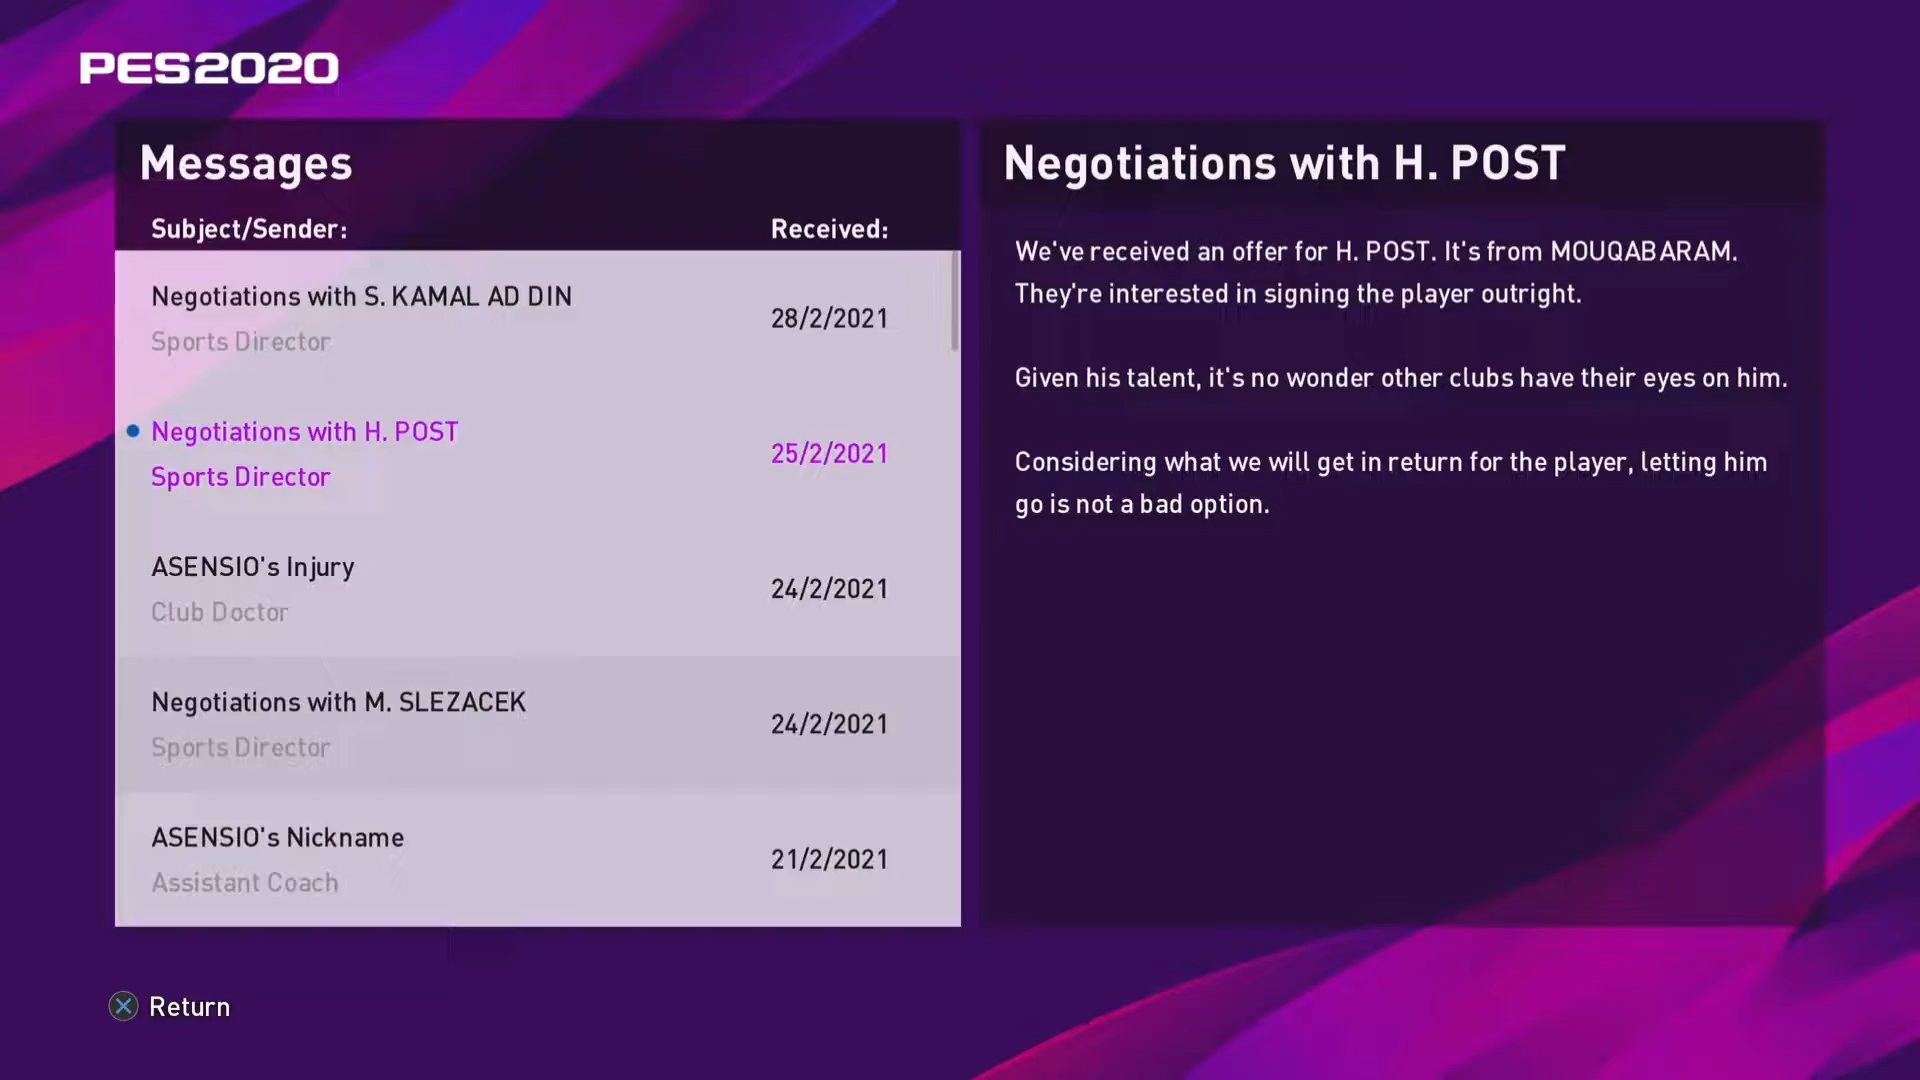 PES2020
Messages
Subject/Sender:
Received:
Negotiations with S. KAMAL AD DIN
Sports Director
28/2/2021
Negotiations with H. POST
Sports Director
25/2/2021
ASENSIO's Injury
Club Doctor
24/2/2021
Negotiations with M. SLEZACEK
Sports Director
24/2/2021
ASENSIO's Nickname
Assistant Coach
21/2/2021
Negotiations with H. POST
We've received an offer for H. POST. It's from MOUQABARAM.
They're interested in signing the player outright.
Given his talent, it's no wonder other clubs have their eyes on him.
Considering what we will get in return for the player, letting him
go is not a bad option.
Return